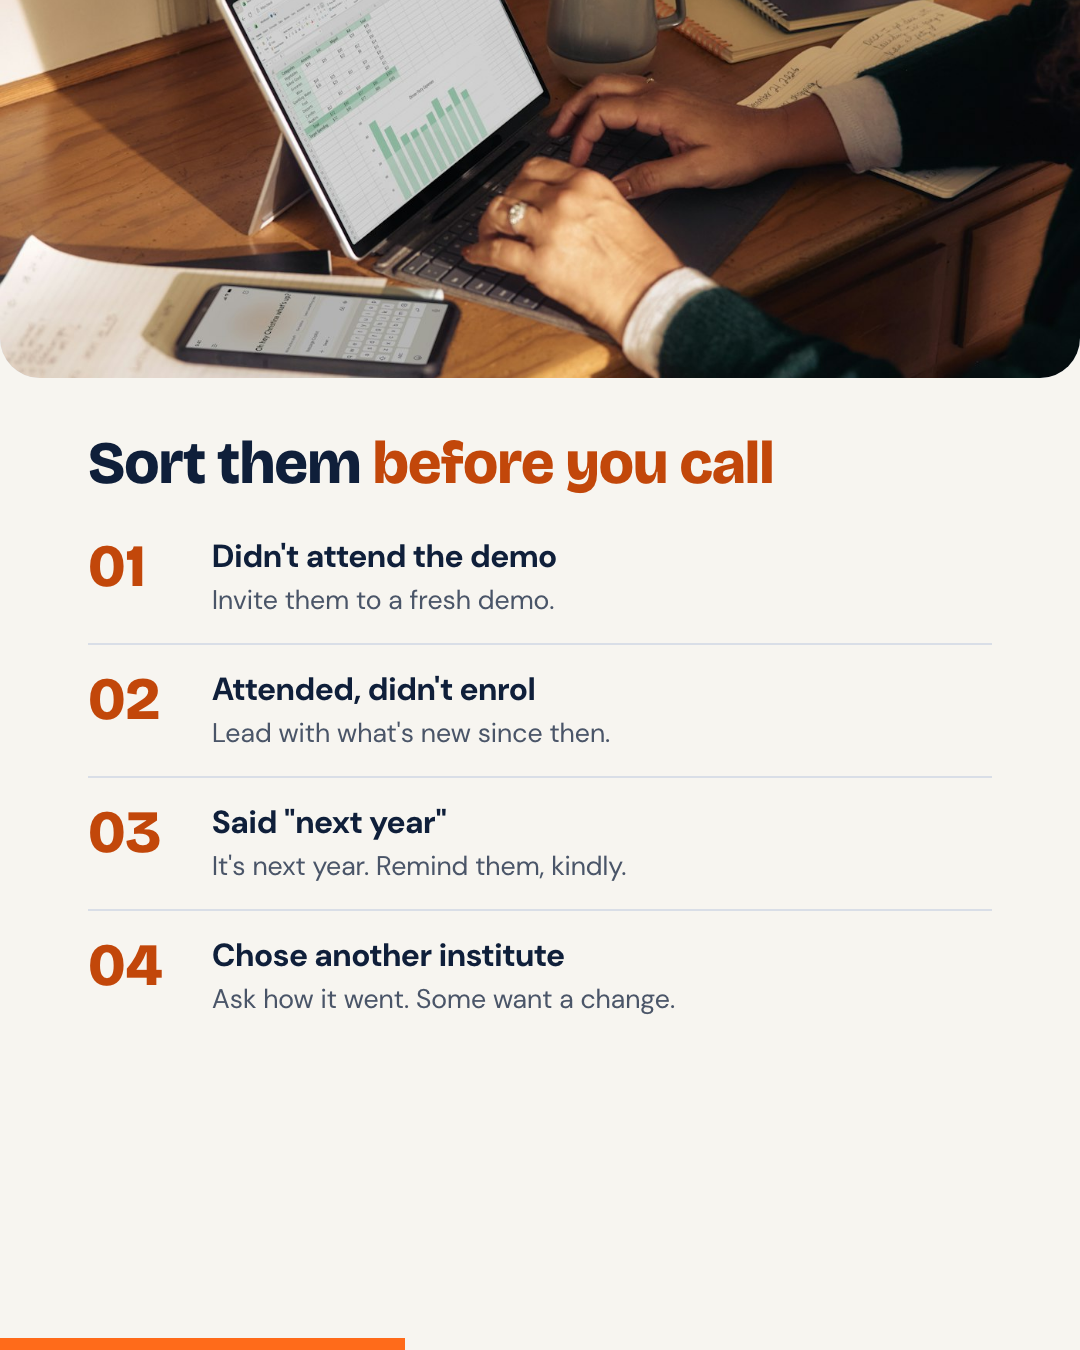 Sort them before you call
01
Didn't attend the demo
Invite them to a fresh demo.
02
Attended, didn't enrol
Lead with what's new since then.
03
Said "next year"
It's next year. Remind them, kindly.
04
Chose another institute
Ask how it went. Some want a change.